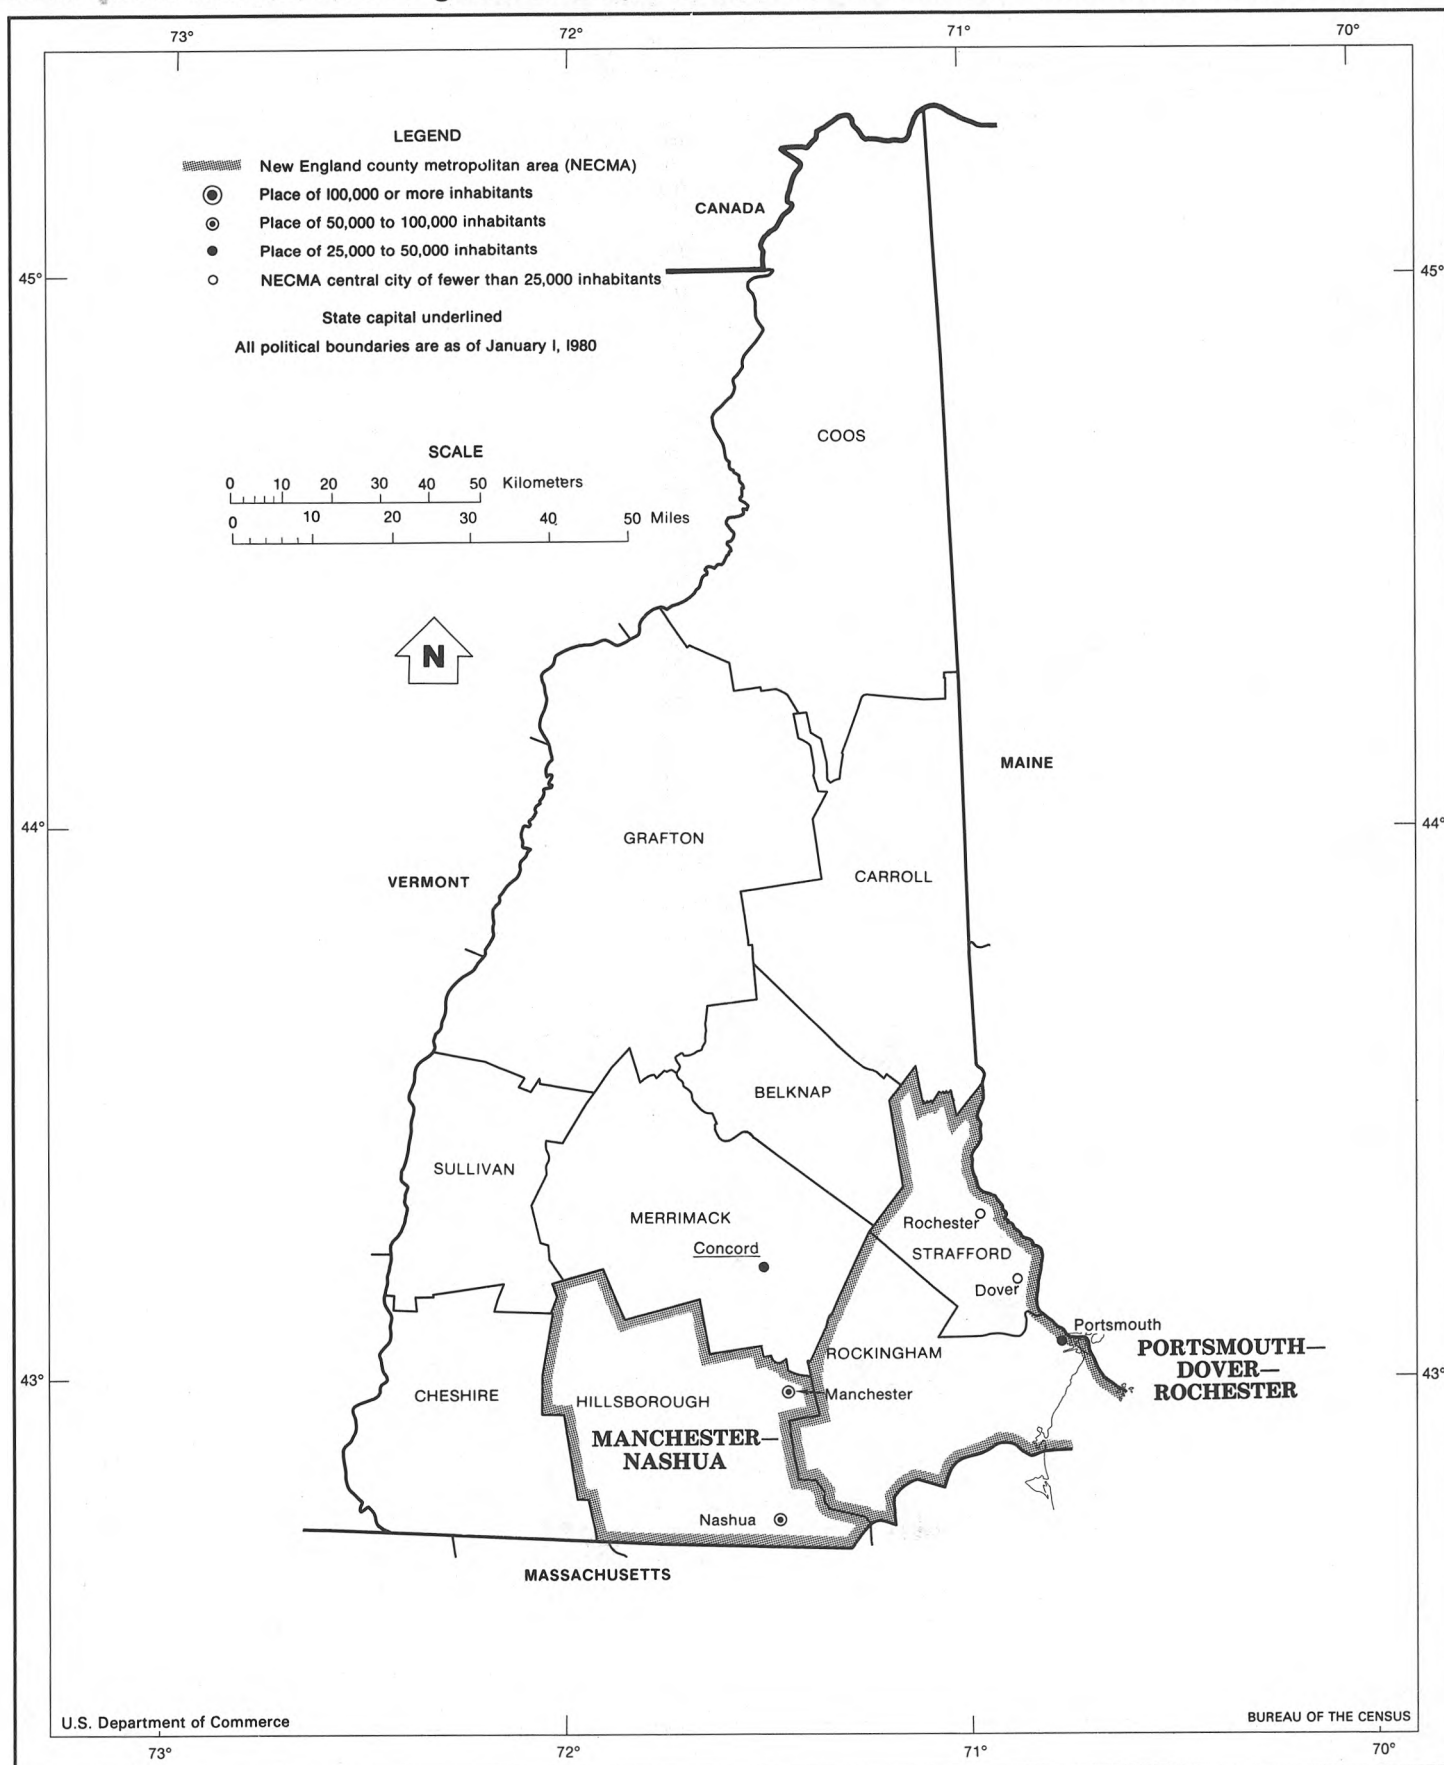 73°
72°
71°
70°
LEGEND
New England county metropolitan area (NECMA)
Place of 100,000 or more inhabitants
Place of 50,000 to 100,000 inhabitants
Place of 25,000 to 50,000 inhabitants
NECMA central city of fewer than 25,000 inhabitants
State capital underlined
All political boundaries are as of January 1, 1980
CANADA
45°
45°
COOS
SCALE
0 10 20 30 40 50 Kilometers
0 10 20 30 40 50 Miles
N
MAINE
44°
44°
GRAFTON
CARROLL
VERMONT
BELKNAP
SULLIVAN
MERRIMACK
Concord
Rochester
STRAFFORD
Dover
Portsmouth
PORTSMOUTH—
DOVER—
ROCHESTER
ROCKINGHAM
43°
43°
CHESHIRE
HILLSBOROUGH
Manchester
MANCHESTER—
NASHUA
Nashua
MASSACHUSETTS
U.S. Department of Commerce
BUREAU OF THE CENSUS
73°
72°
71°
70°